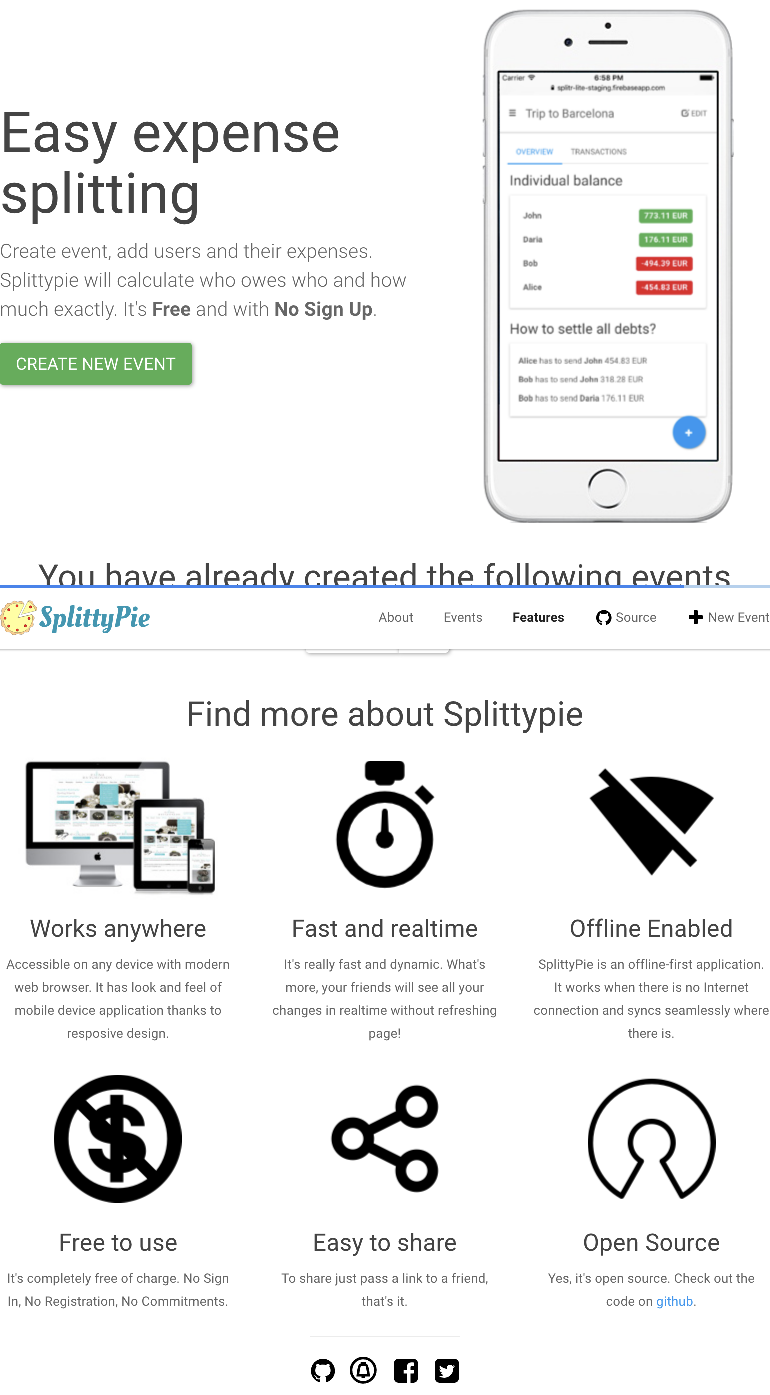 Easy expense
splitting
Create event, add users and their expenses.
Splittypie will calculate who owes who and how
much exactly. It's Free and with No Sign Up.
CREATE NEW EVENT
Carrier 6:58 PM
splitr-lite-staging.firebaseapp.com
Trip to Barcelona EDIT
OVERVIEW TRANSACTIONS
Individual balance
John 773.11 EUR
Daria 176.11 EUR
Bob -494.39 EUR
Alice -454.83 EUR
How to settle all debts?
Alice has to send John 454.83 EUR
Bob has to send John 318.28 EUR
Bob has to send Daria 176.11 EUR
You have already created the following events
SplittyPie About Events Features Source New Event
Find more about Splittypie
Works anywhere
Accessible on any device with modern
web browser. It has look and feel of
mobile device application thanks to
resposive design.
Fast and realtime
It's really fast and dynamic. What's
more, your friends will see all your
changes in realtime without refreshing
page!
Offline Enabled
SplittyPie is an offline-first application.
It works when there is no Internet
connection and syncs seamlessly where
there is.
Free to use
It's completely free of charge. No Sign
In, No Registration, No Commitments.
Easy to share
To share just pass a link to a friend,
that's it.
Open Source
Yes, it's open source. Check out the
code on github.